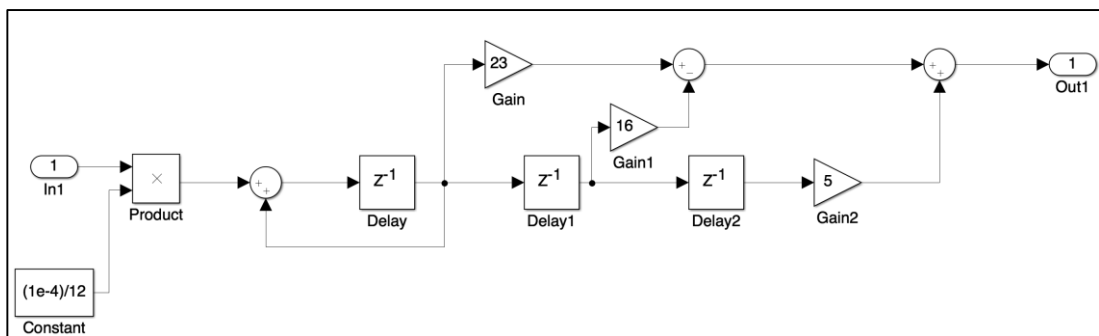 23
Gain
+
−
+
+
1
Out1
16
Gain1
1
In1
×
Product
+
+
Z-1
Delay
Z-1
Delay1
Z-1
Delay2
5
Gain2
(1e-4)/12
Constant